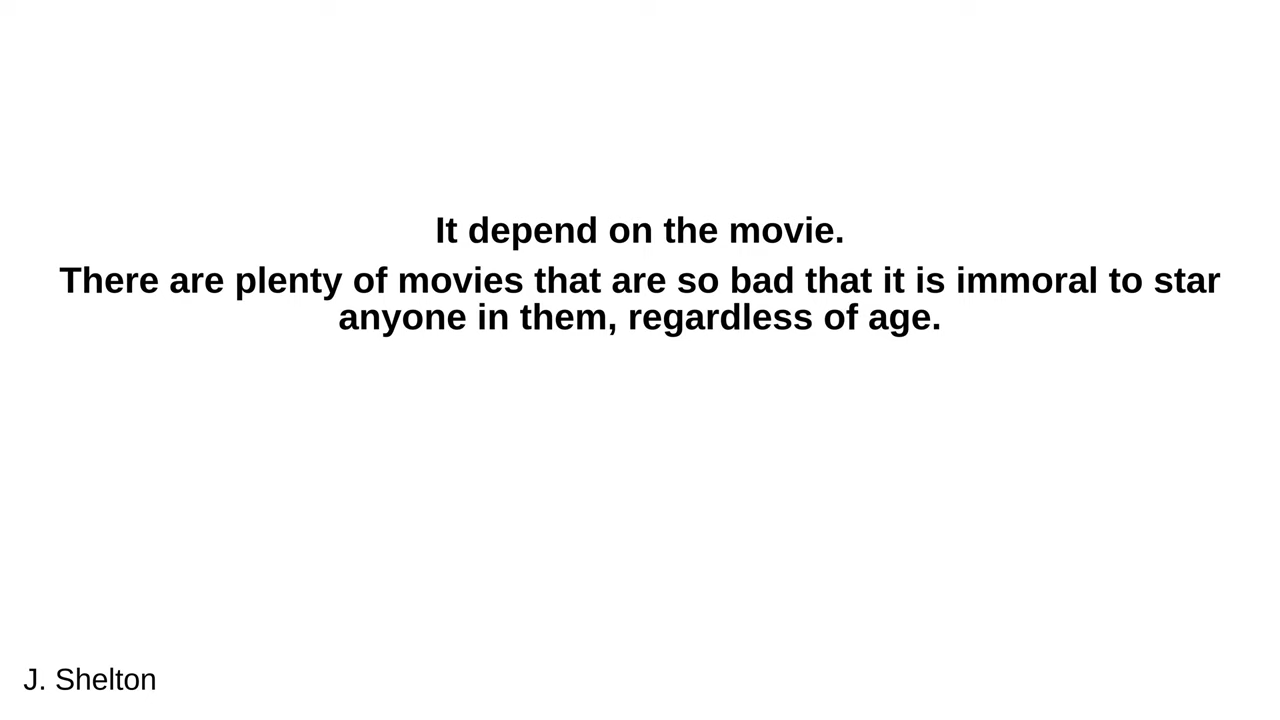 It depend on the movie.
There are plenty of movies that are so bad that it is immoral to star
anyone in them, regardless of age.
J. Shelton